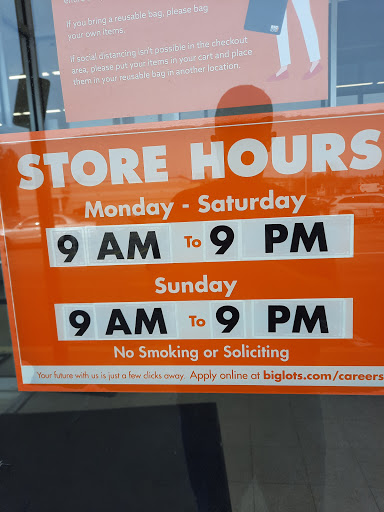 if you bring a reusable bag, please bag
your own items.
if social distancing isn't possible in the checkout
area, please put your items in your cart and place
them in your reusable bag in another location.
STORE HOURS
Monday - Saturday
9 AM To 9 PM
Sunday
9 AM To 9 PM
No Smoking or Soliciting
Your future with us is just a few clicks away. Apply online at biglots.com/careers